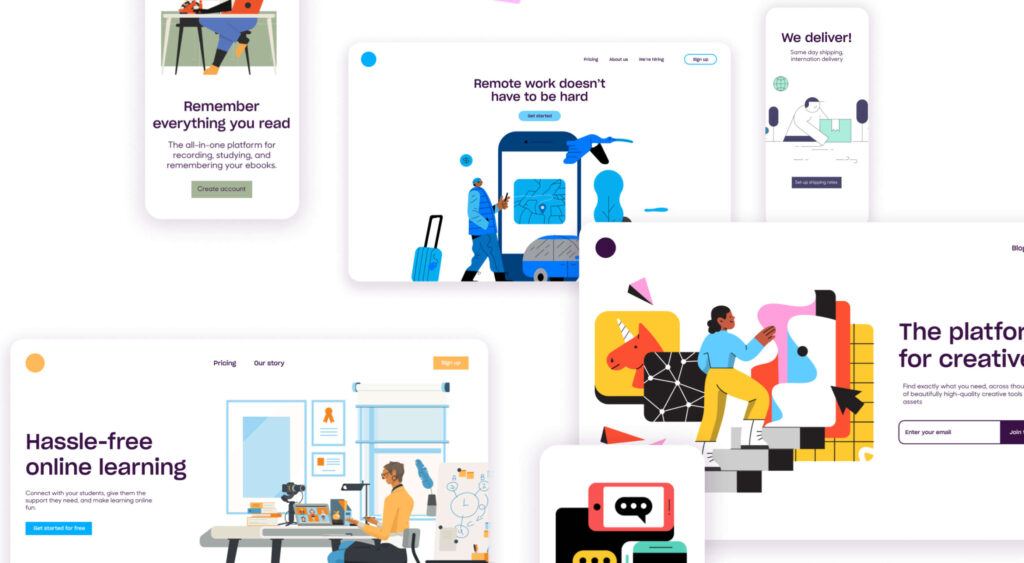 Remember
everything you read
The all-in-one platform for
recording, studying, and
remembering your ebooks.
Create account
Pricing About us We're hiring Sign up
Remote work doesn't
have to be hard
Get started
We deliver!
Same day shipping,
internation delivery
Set up shipping rates
Blog
The platfor
for creative
Find exactly what you need, across thou
of beautifully high-quality creative tools
assets
Enter your email
Join
Pricing Our story Sign up
Hassle-free
online learning
Connect with your students, give them the
support they need, and make learning online
fun.
Get started for free